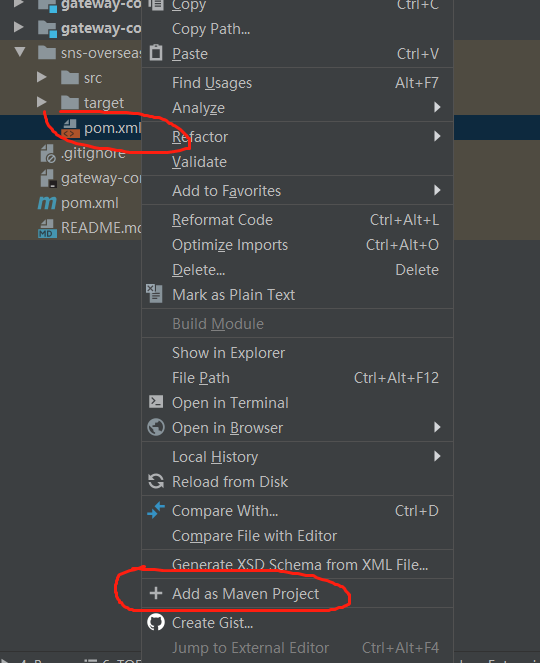 gateway-co
Copy Ctrl+C
gateway-co
Copy Path...
sns-oversea
Paste Ctrl+V
src
Find Usages Alt+F7
target
Analyze
pom.xml
Refactor
.gitignore
Validate
gateway-cor
Add to Favorites
pom.xml
Reformat Code Ctrl+Alt+L
README.md
Optimize Imports Ctrl+Alt+O
Delete... Delete
Mark as Plain Text
Build Module
Show in Explorer
File Path Ctrl+Alt+F12
Open in Terminal
Open in Browser
Local History
Reload from Disk
Compare With... Ctrl+D
Compare File with Editor
Generate XSD Schema from XML File...
Add as Maven Project
Create Gist...
Jump to External Editor Ctrl+Alt+F4